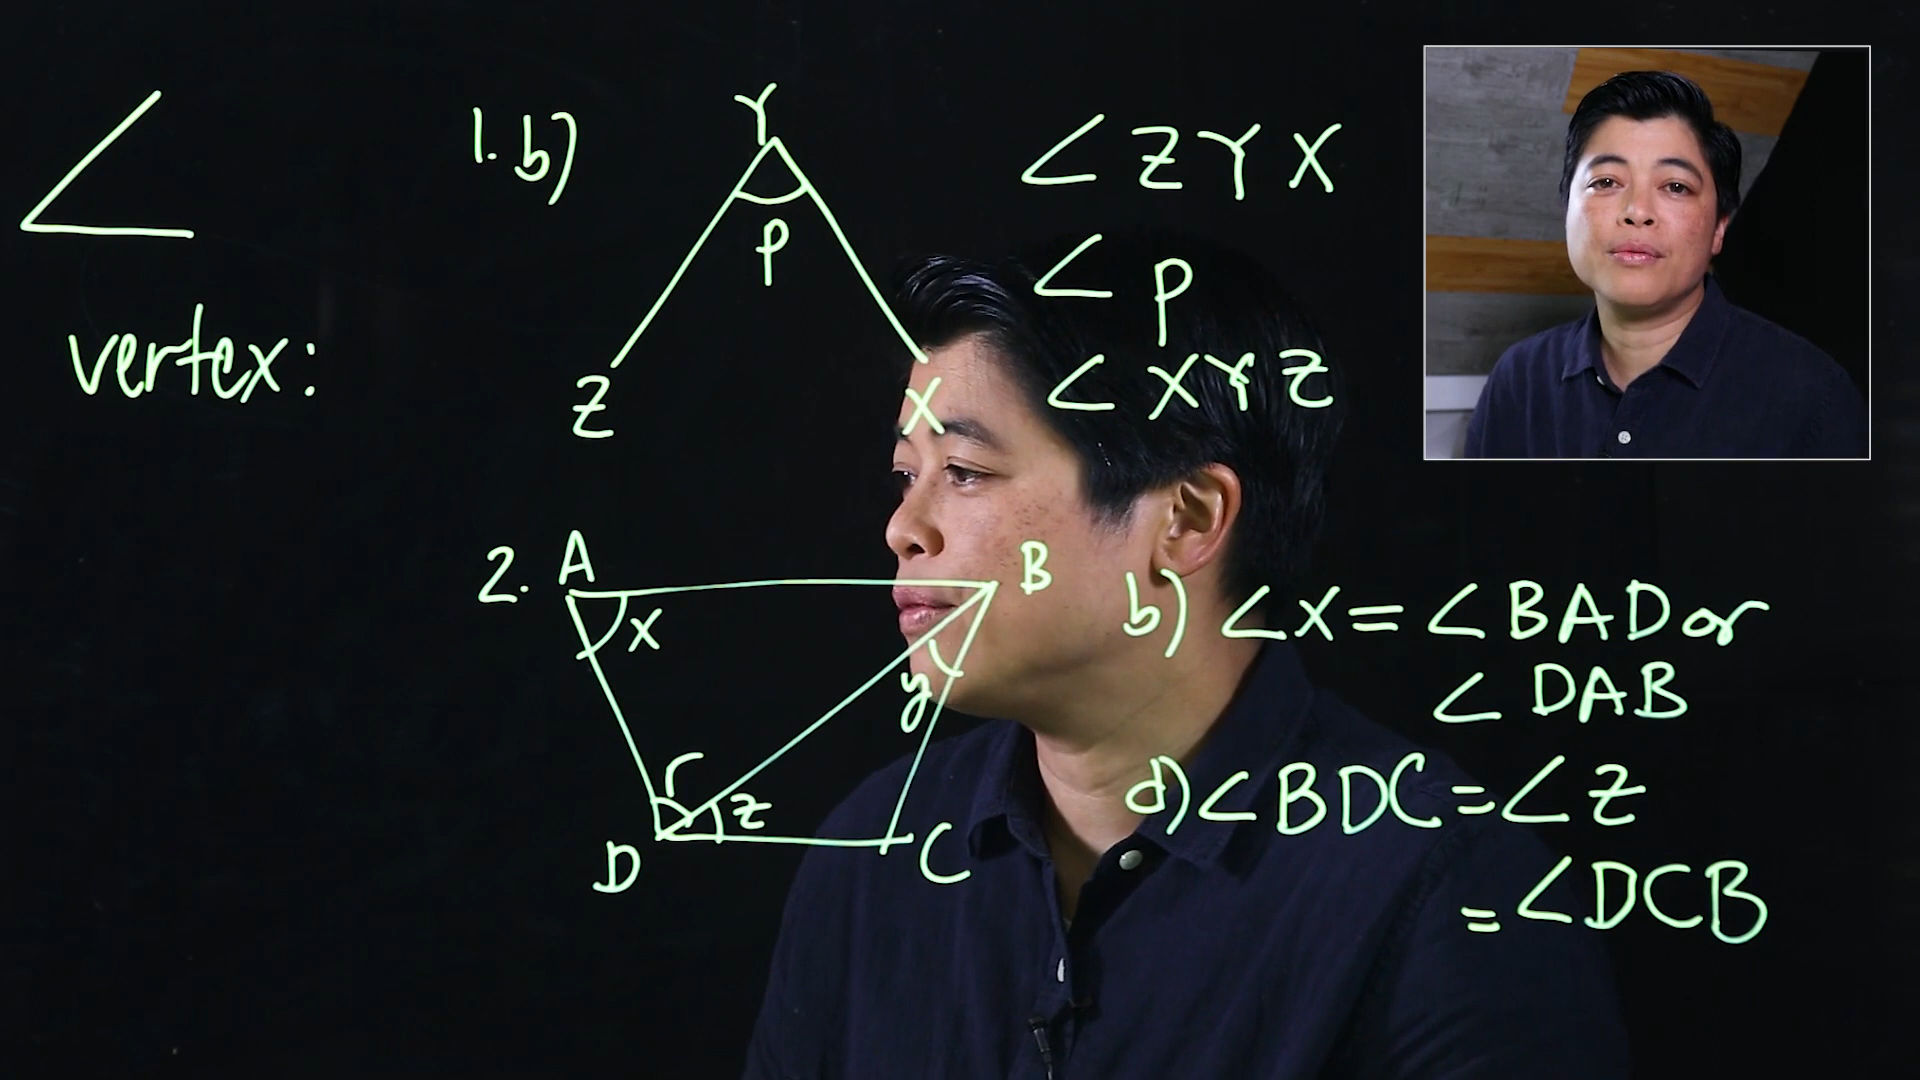 1. b)
Y
P
Z
X
∠ZYX
∠P
∠XYZ
vertex:
2.
A
B
x
y
r
z
D
C
b) ∠x = ∠BAD or
∠DAB
d) ∠BDC = ∠z
= ∠DCB